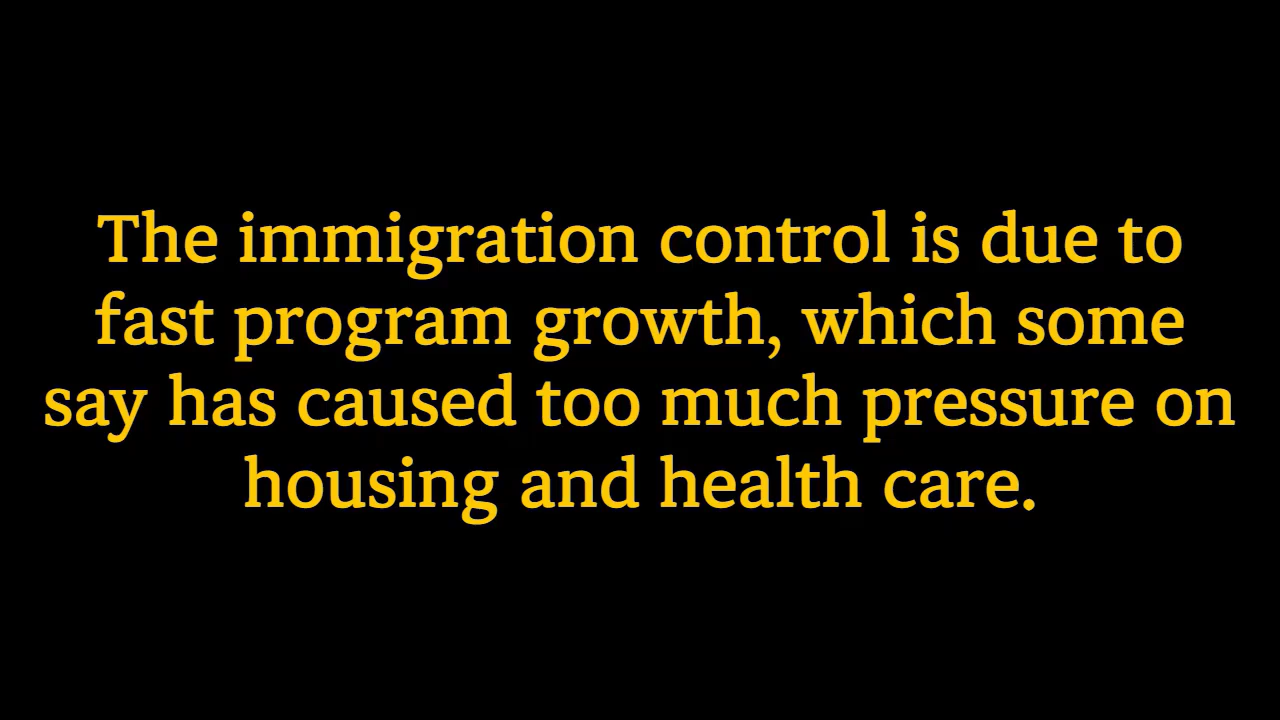 The immigration control is due to
fast program growth, which some
say has caused too much pressure on
housing and health care.